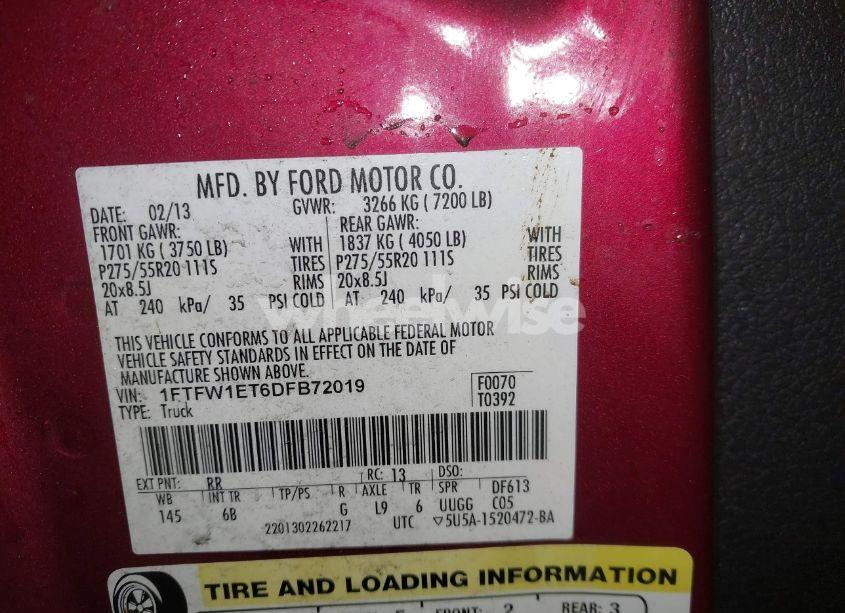 MFD. BY FORD MOTOR CO.
DATE: 02/13 GVWR: 3266 KG ( 7200 LB)
FRONT GAWR: REAR GAWR:
1701 KG ( 3750 LB) WITH 1837 KG ( 4050 LB) WITH
P275/55R20 111S TIRES P275/55R20 111S TIRES
20x8.5J RIMS 20x8.5J RIMS
AT 240 kPa/ 35 PSI COLD AT 240 kPa/ 35 PSI COLD
wheelwise
THIS VEHICLE CONFORMS TO ALL APPLICABLE FEDERAL MOTOR
VEHICLE SAFETY STANDARDS IN EFFECT ON THE DATE OF
MANUFACTURE SHOWN ABOVE.
VIN: 1FTFW1ET6DFB72019 F0070
TYPE: Truck T0392
EXT PNT: RR RC: 13 DSO:
WB INT TR TP/PS R AXLE TR SPR DF613
145 6B G L9 6 UUGG C05
2201302262217 UTC ▽5U5A-1520472-BA
TIRE AND LOADING INFORMATION
FRONT: 2 REAR: 3